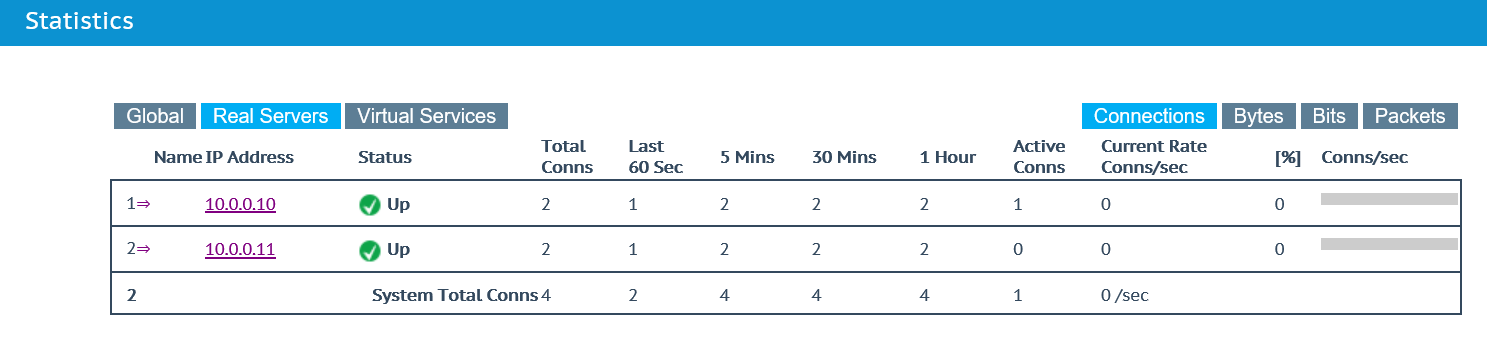 Statistics
Global Real Servers Virtual Services Connections Bytes Bits Packets
Name IP Address Status Total Conns Last 60 Sec 5 Mins 30 Mins 1 Hour Active Conns Current Rate Conns/sec [%] Conns/sec
1⇒ 10.0.0.10 Up 2 1 2 2 2 1 0 0
2⇒ 10.0.0.11 Up 2 1 2 2 2 0 0 0
2 System Total Conns 4 2 4 4 4 1 0 /sec